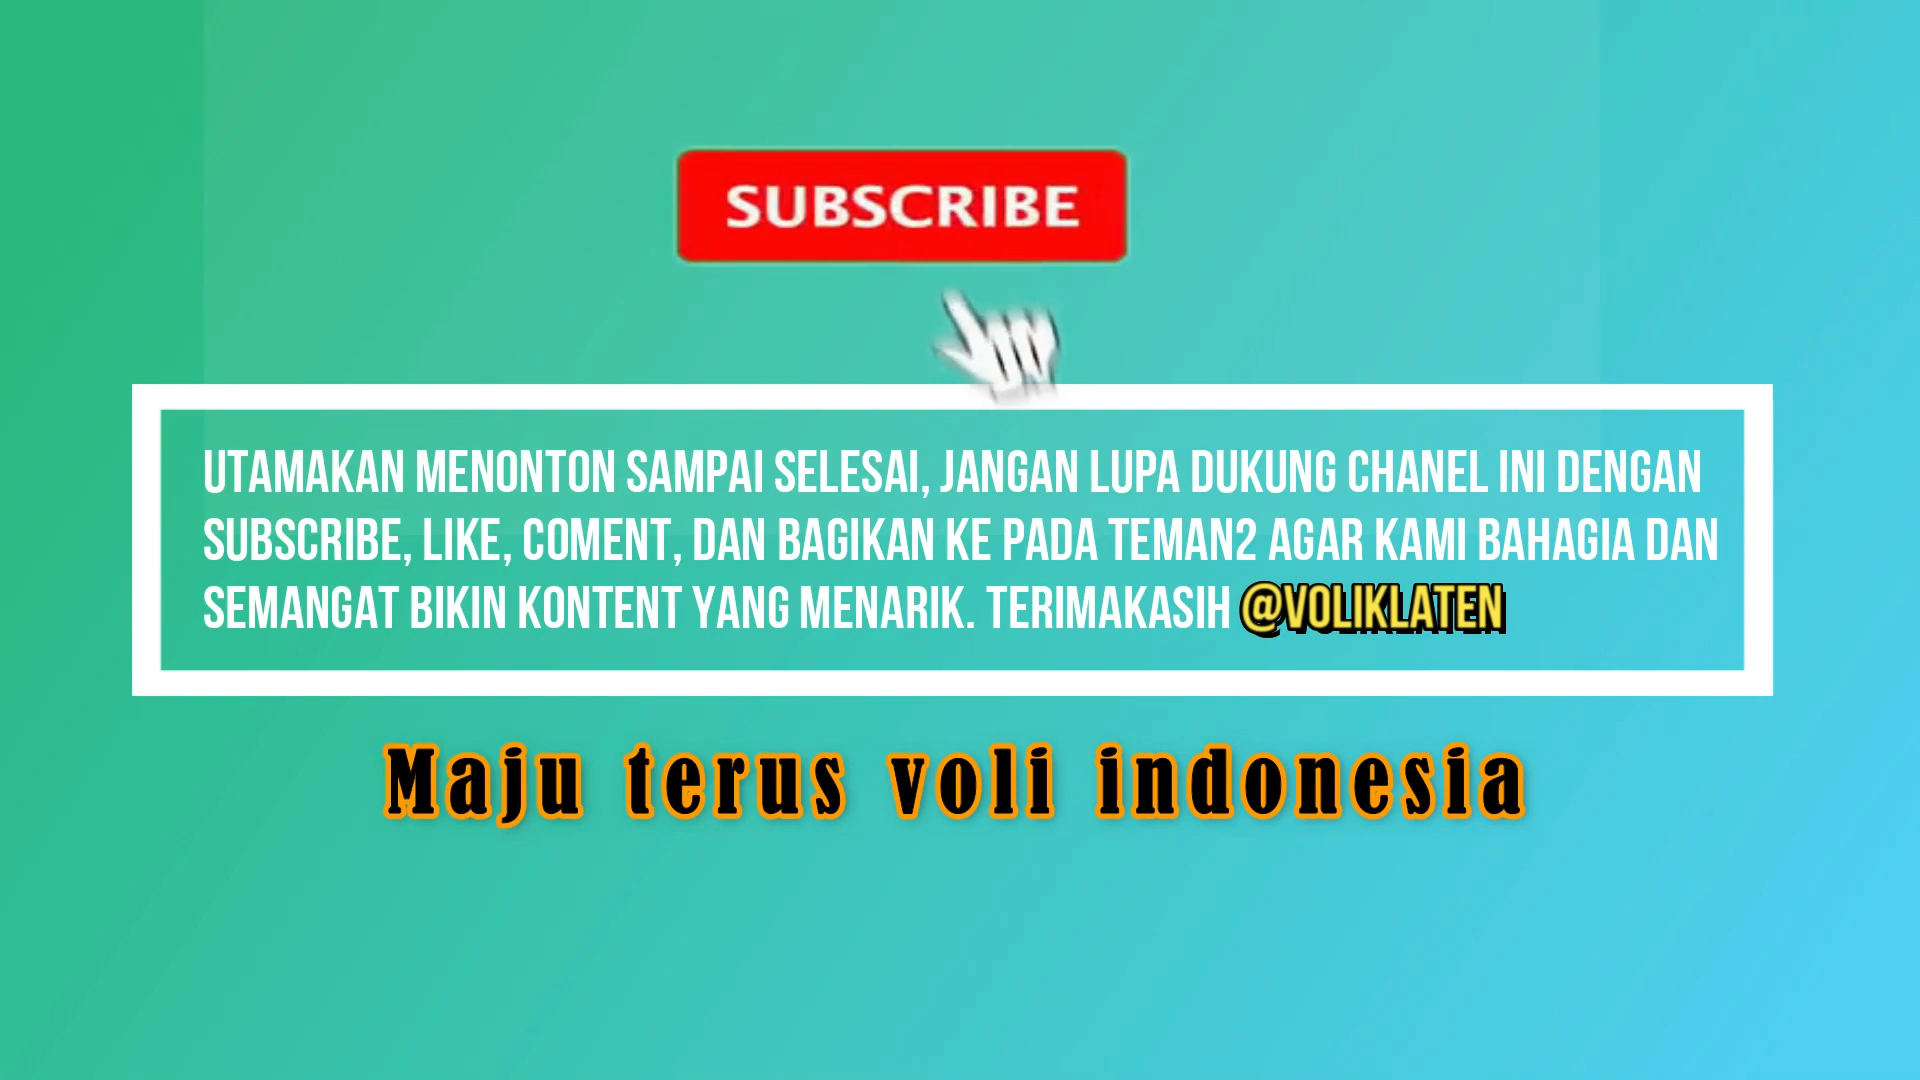 SUBSCRIBE
UTAMAKAN MENONTON SAMPAI SELESAI, JANGAN LUPA DUKUNG CHANEL INI DENGAN
SUBSCRIBE, LIKE, COMENT, DAN BAGIKAN KE PADA TEMAN2 AGAR KAMI BAHAGIA DAN
SEMANGAT BIKIN KONTENT YANG MENARIK. TERIMAKASIH @VOLIKLATEN
Maju terus voli indonesia